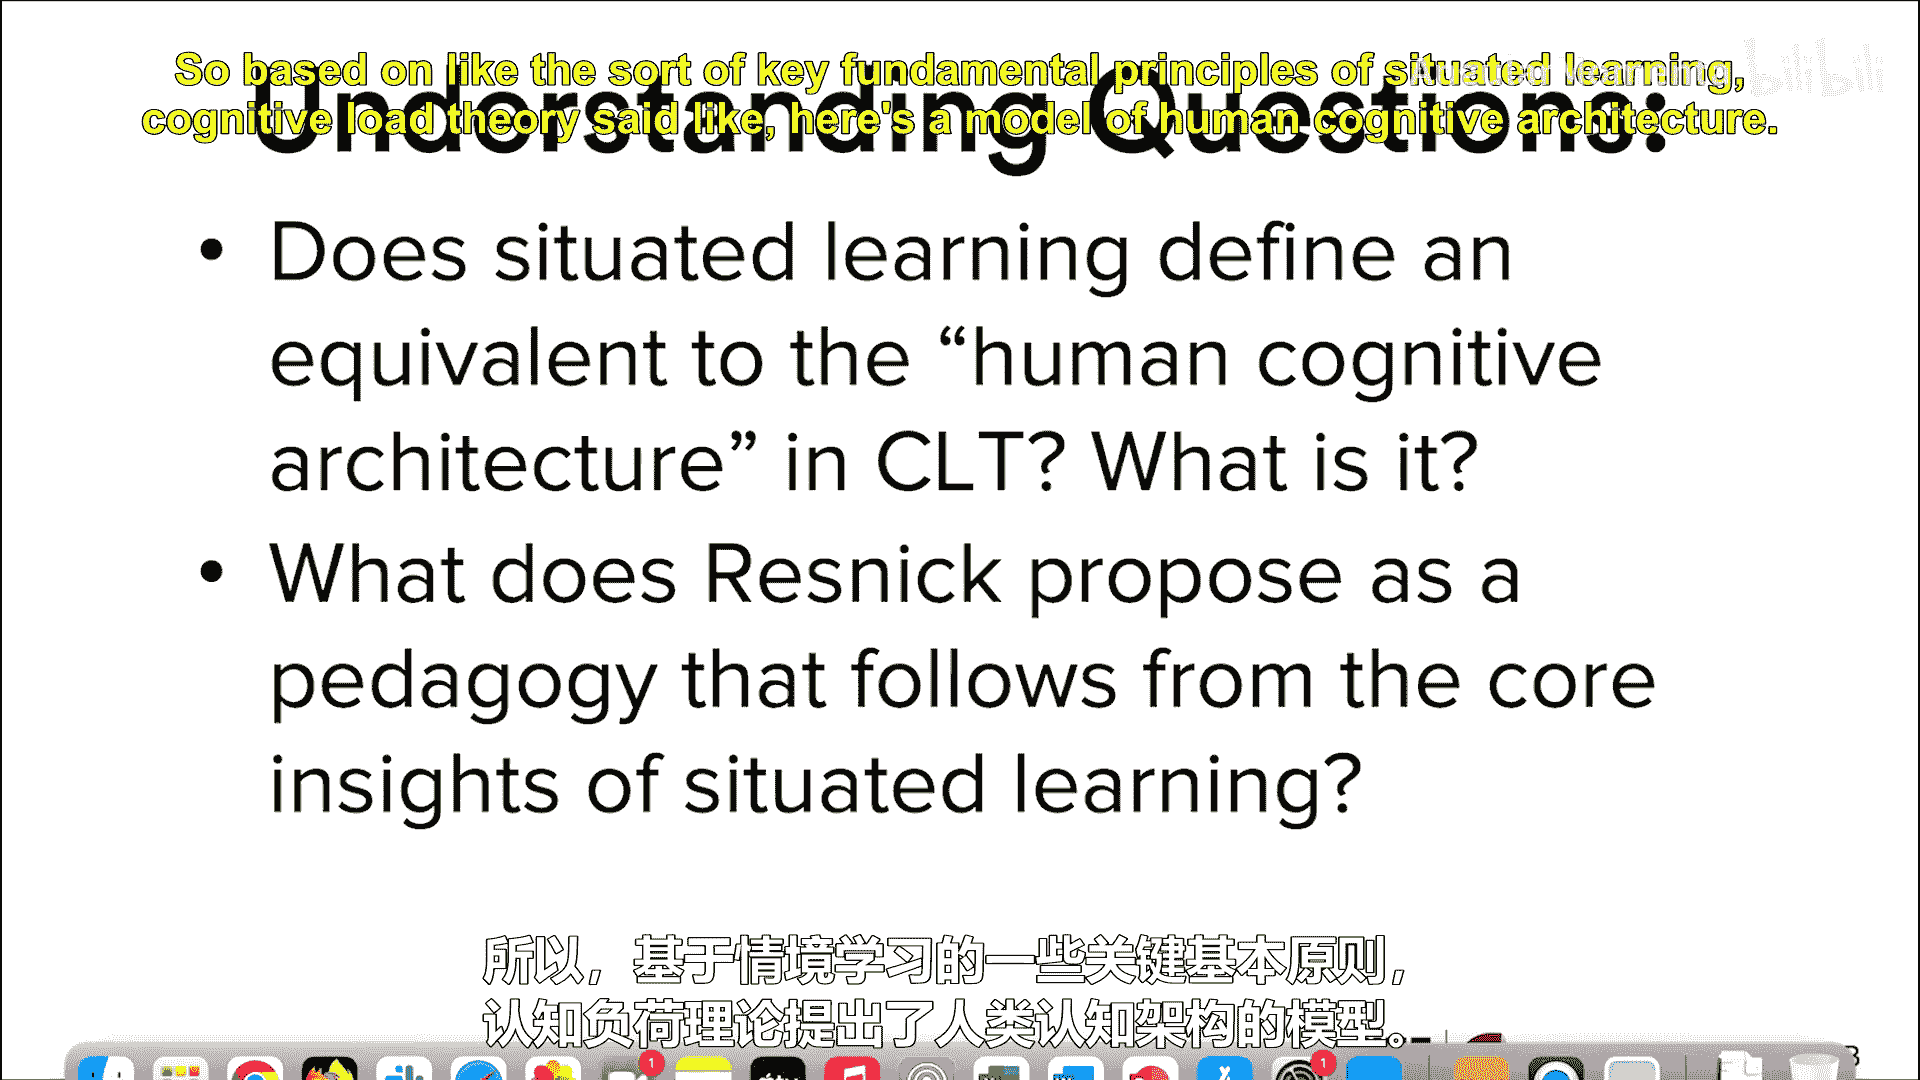 So based on like the sort of key fundamental principles of situated learning,
cognitive load theory said like, here's a model of human cognitive architecture.
Understanding Questions:
bilibili
• Does situated learning define an
equivalent to the “human cognitive
architecture” in CLT? What is it?
• What does Resnick propose as a
pedagogy that follows from the core
insights of situated learning?
所以，基于情境学习的一些关键基本原则，
认知负荷理论提出了人类认知架构的模型。
1
1
3